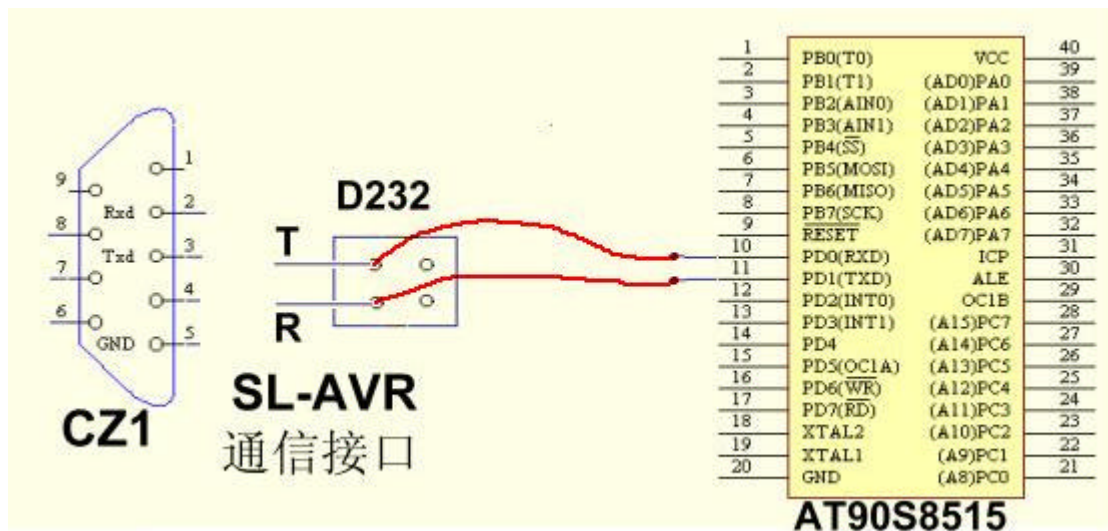 1
2
3
4
5
6
7
8
9
Rxd
Txd
GND
CZ1
D232
T
R
SL-AVR
通信接口
1 PB0(T0) VCC 40
2 PB1(T1) (AD0)PA0 39
3 PB2(AIN0) (AD1)PA1 38
4 PB3(AIN1) (AD2)PA2 37
5 PB4(SS) (AD3)PA3 36
6 PB5(MOSI) (AD4)PA4 35
7 PB6(MISO) (AD5)PA5 34
8 PB7(SCK) (AD6)PA6 33
9 RESET (AD7)PA7 32
10 PD0(RXD) ICP 31
11 PD1(TXD) ALE 30
12 PD2(INT0) OC1B 29
13 PD3(INT1) (A15)PC7 28
14 PD4 (A14)PC6 27
15 PD5(OC1A) (A13)PC5 26
16 PD6(WR) (A12)PC4 25
17 PD7(RD) (A11)PC3 24
18 XTAL2 (A10)PC2 23
19 XTAL1 (A9)PC1 22
20 GND (A8)PC0 21
AT90S8515